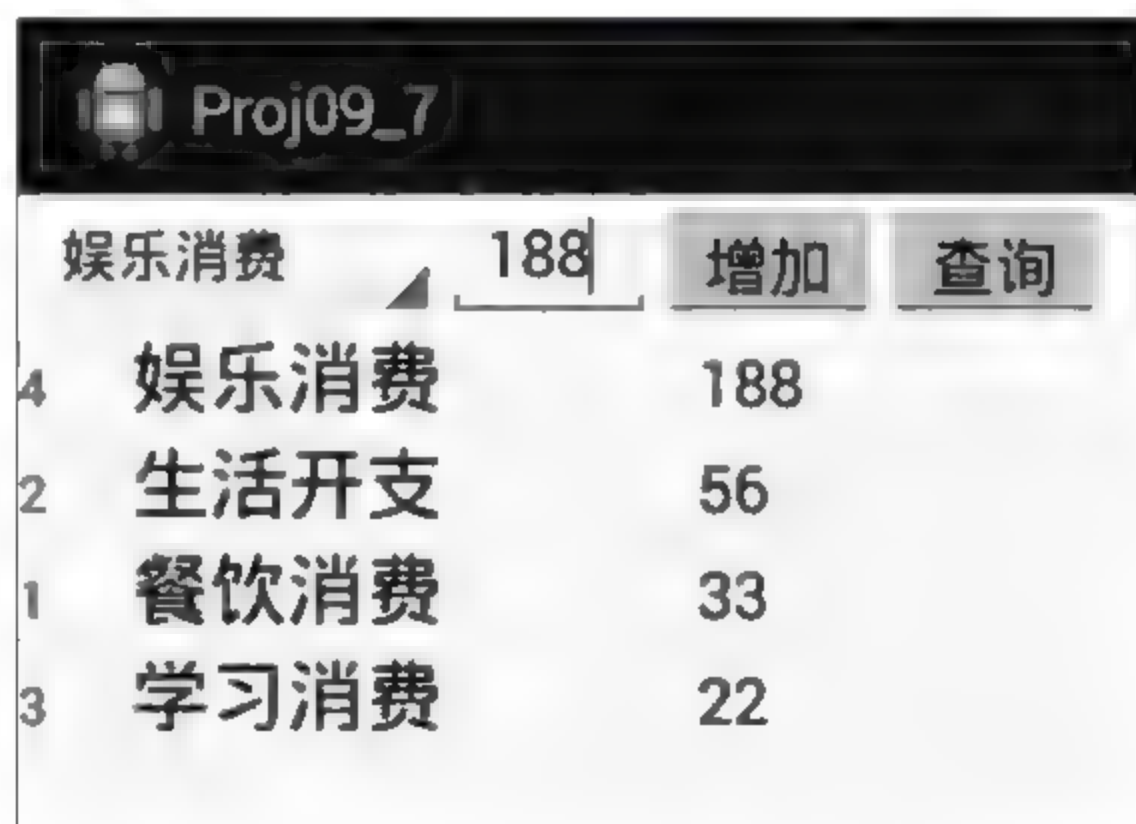 Proj09_7
娱乐消费 188 增加 查询
4 娱乐消费 188
2 生活开支 56
1 餐饮消费 33
3 学习消费 22